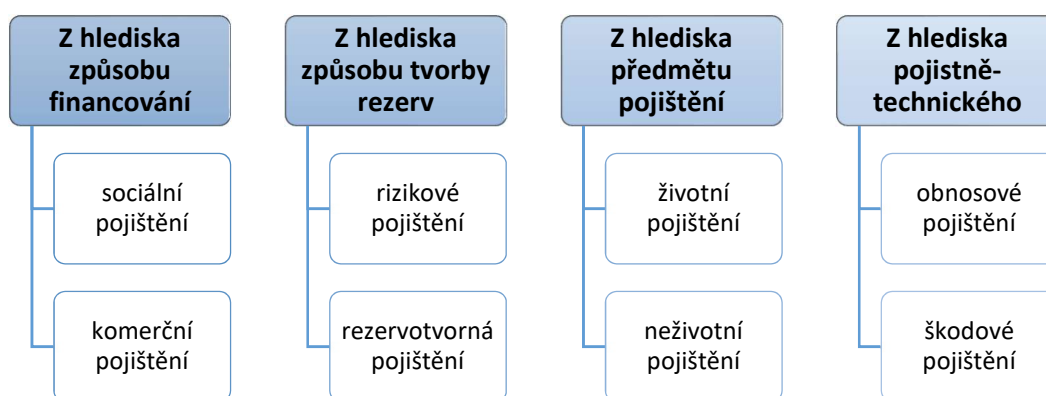 Z hlediska
způsobu
financování
sociální
pojištění
komerční
pojištění
Z hlediska
způsobu tvorby
rezerv
rizikové
pojištění
rezervotvorná
pojištění
Z hlediska
předmětu
pojištění
životní
pojištění
neživotní
pojištění
Z hlediska
pojistně-
technického
obnosové
pojištění
škodové
pojištění